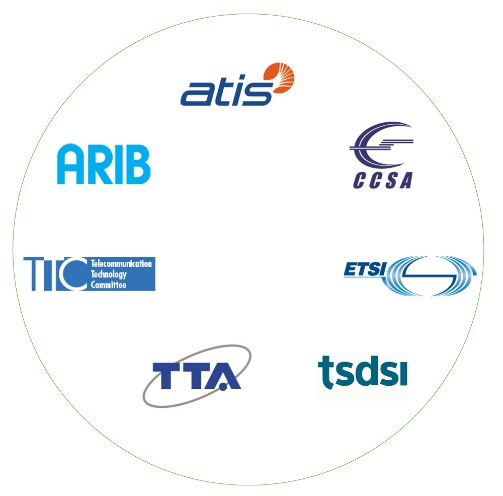 atis
ARIB
CCSA
TTC Telecommunication
Technology
Committee
ETSI
TTA
tsdsi